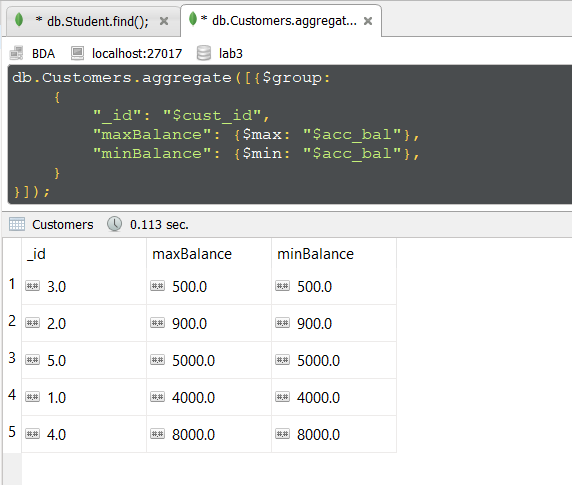 * db.Student.find();
* db.Customers.aggregat...
BDA localhost:27017 lab3
db.Customers.aggregate([{$group:
{
"_id": "$cust_id",
"maxBalance": {$max: "$acc_bal"},
"minBalance": {$min: "$acc_bal"},
}
}]);
Customers 0.113 sec.
_id maxBalance minBalance
1 3.0 500.0 500.0
2 2.0 900.0 900.0
3 5.0 5000.0 5000.0
4 1.0 4000.0 4000.0
5 4.0 8000.0 8000.0